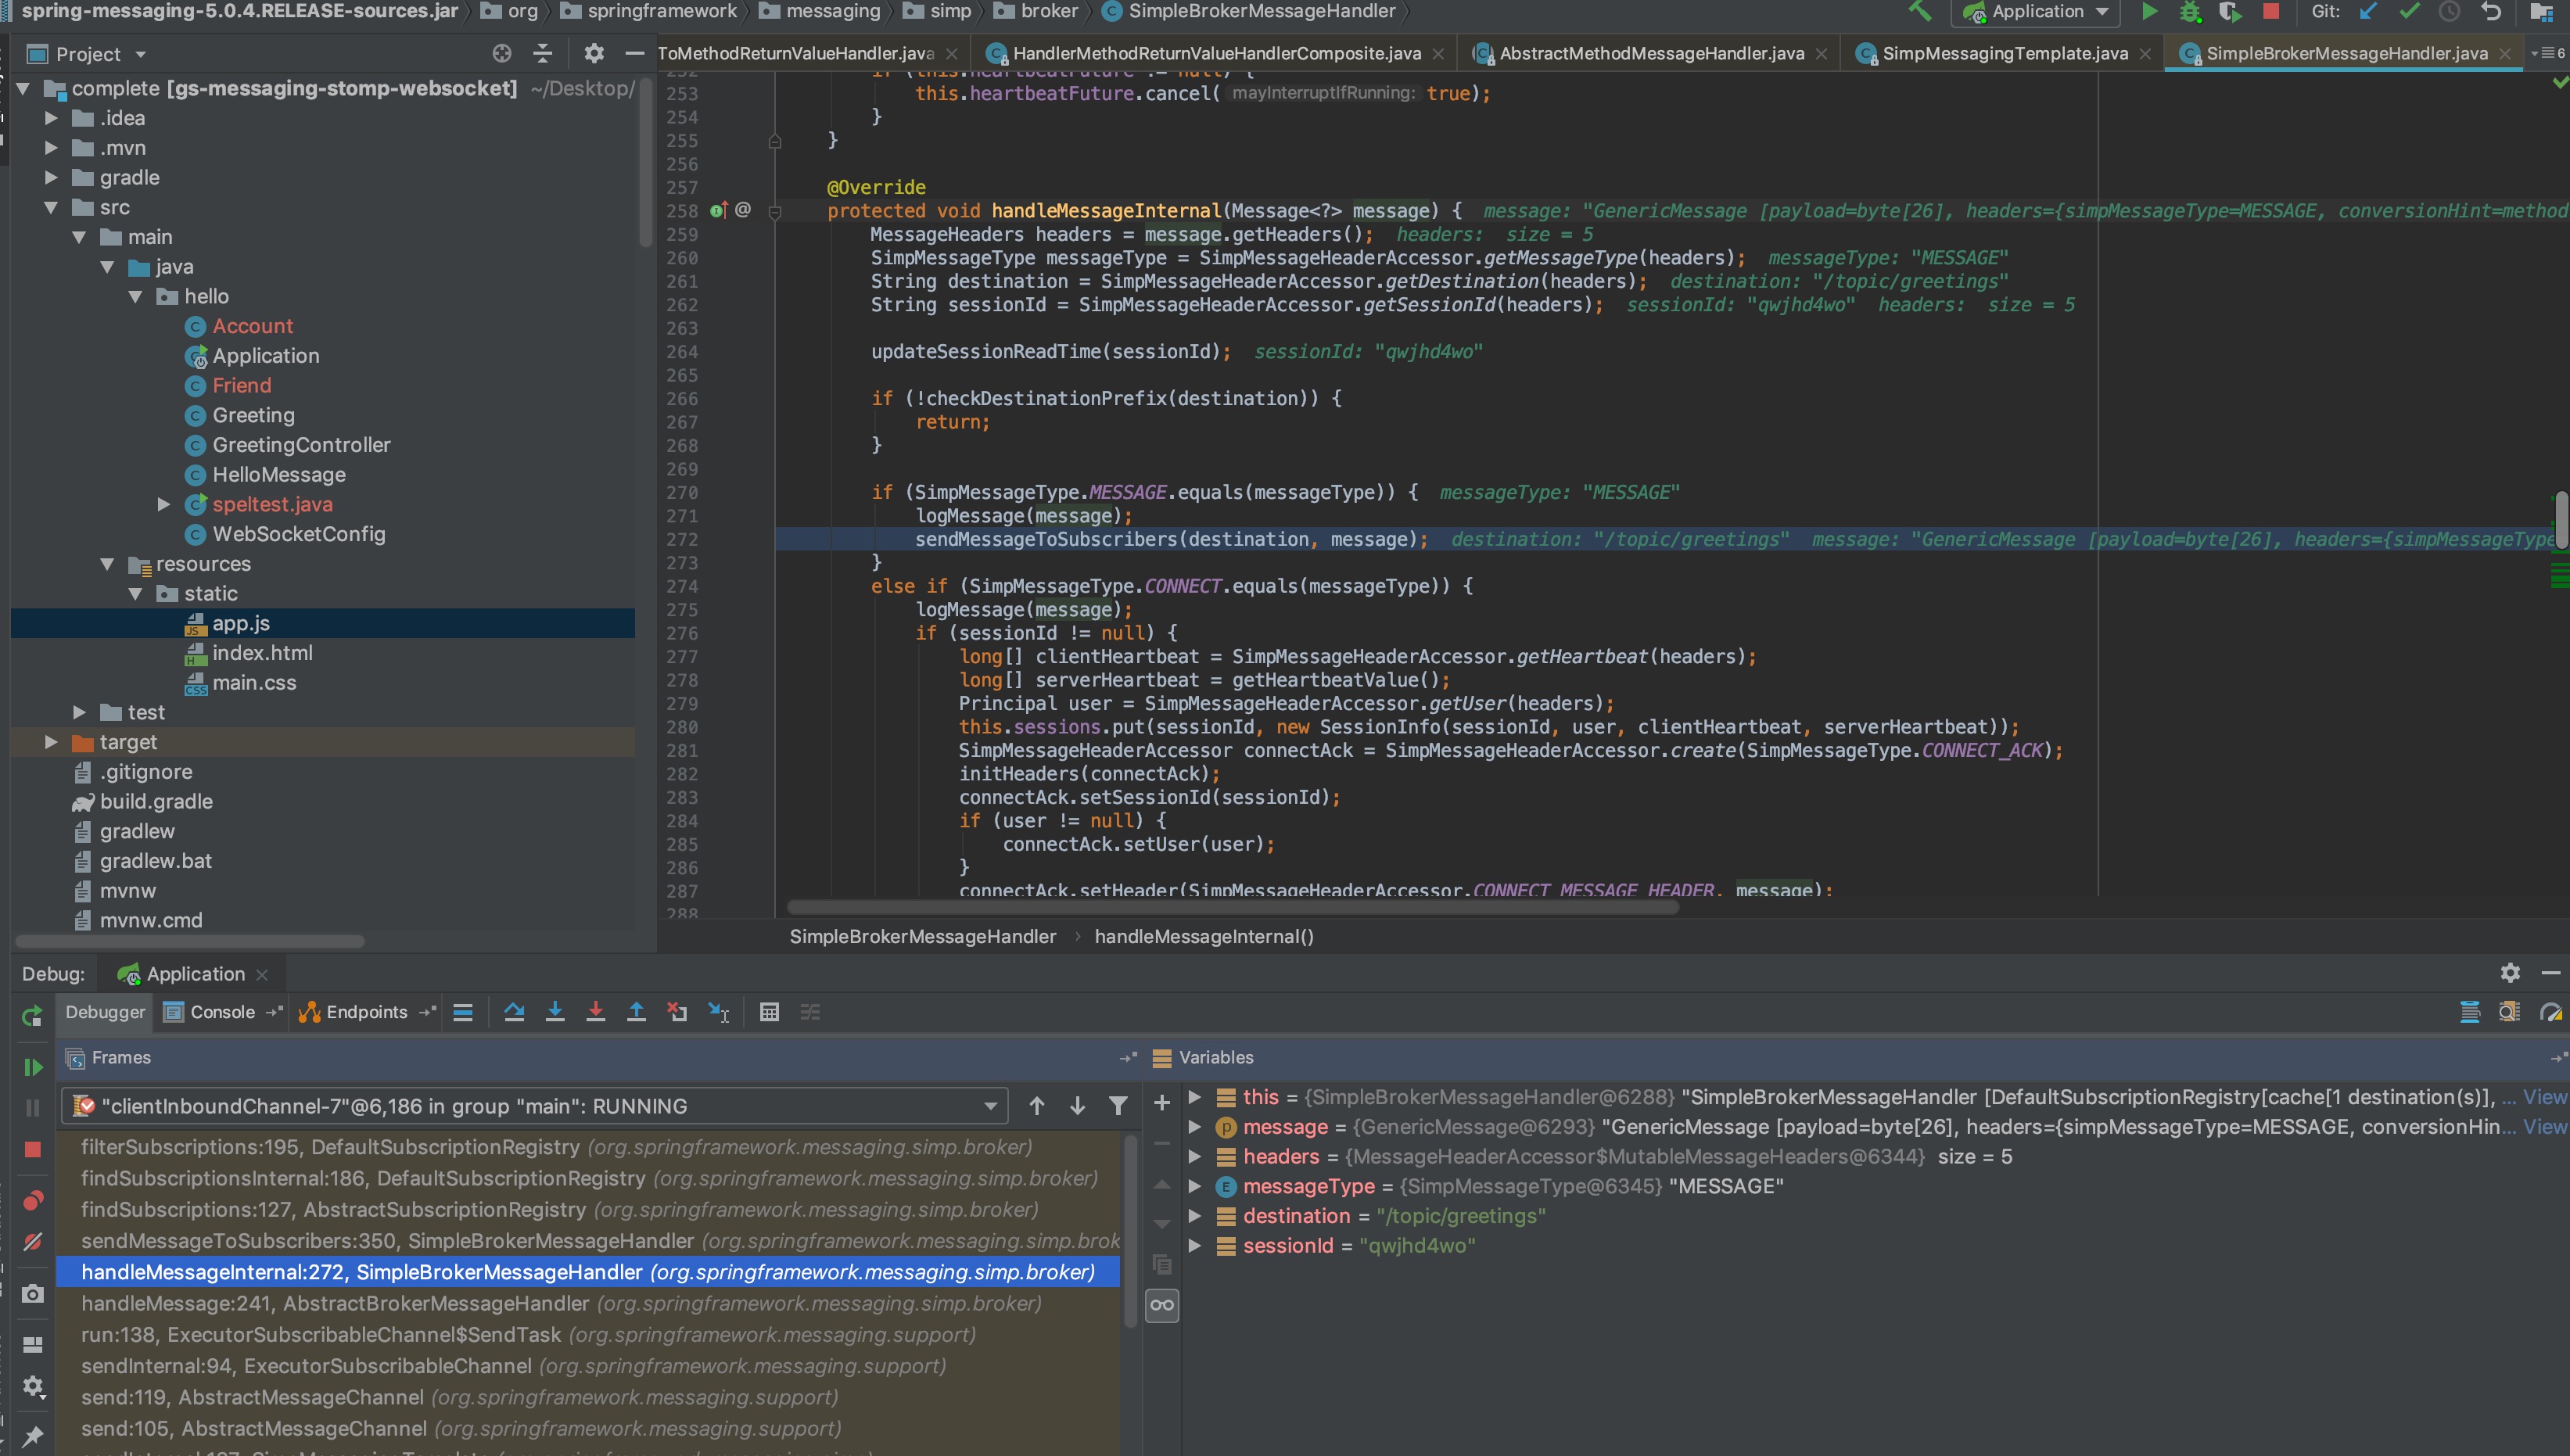 spring-messaging-5.0.4.RELEASE-sources.jar org springframework messaging simp broker SimpleBrokerMessageHandler
Application Git:
Project
ToMethodReturnValueHandler.java HandlerMethodReturnValueHandlerComposite.java AbstractMethodMessageHandler.java SimpMessagingTemplate.java SimpleBrokerMessageHandler.java 6
complete [gs-messaging-stomp-websocket] ~/Desktop/
.idea
.mvn
gradle
src
main
java
hello
Account
Application
Friend
Greeting
GreetingController
HelloMessage
speltest.java
WebSocketConfig
resources
static
app.js
index.html
main.css
test
target
.gitignore
build.gradle
gradlew
gradlew.bat
mvnw
mvnw.cmd
252 if (this.heartbeatFuture != null) {
253 this.heartbeatFuture.cancel( mayInterruptIfRunning: true);
254 }
255 }
256
257 @Override
258 @ protected void handleMessageInternal(Message<?> message) { message: "GenericMessage [payload=byte[26], headers={simpMessageType=MESSAGE, conversionHint=method
259 MessageHeaders headers = message.getHeaders(); headers: size = 5
260 SimpMessageType messageType = SimpMessageHeaderAccessor.getMessageType(headers); messageType: "MESSAGE"
261 String destination = SimpMessageHeaderAccessor.getDestination(headers); destination: "/topic/greetings"
262 String sessionId = SimpMessageHeaderAccessor.getSessionId(headers); sessionId: "qwjhd4wo" headers: size = 5
263
264 updateSessionReadTime(sessionId); sessionId: "qwjhd4wo"
265
266 if (!checkDestinationPrefix(destination)) {
267 return;
268 }
269
270 if (SimpMessageType.MESSAGE.equals(messageType)) { messageType: "MESSAGE"
271 logMessage(message);
272 sendMessageToSubscribers(destination, message); destination: "/topic/greetings" message: "GenericMessage [payload=byte[26], headers={simpMessageType
273 }
274 else if (SimpMessageType.CONNECT.equals(messageType)) {
275 logMessage(message);
276 if (sessionId != null) {
277 long[] clientHeartbeat = SimpMessageHeaderAccessor.getHeartbeat(headers);
278 long[] serverHeartbeat = getHeartbeatValue();
279 Principal user = SimpMessageHeaderAccessor.getUser(headers);
280 this.sessions.put(sessionId, new SessionInfo(sessionId, user, clientHeartbeat, serverHeartbeat));
281 SimpMessageHeaderAccessor connectAck = SimpMessageHeaderAccessor.create(SimpMessageType.CONNECT_ACK);
282 initHeaders(connectAck);
283 connectAck.setSessionId(sessionId);
284 if (user != null) {
285 connectAck.setUser(user);
286 }
287 connectAck.setHeader(SimpMessageHeaderAccessor.CONNECT_MESSAGE_HEADER, message);
288
SimpleBrokerMessageHandler › handleMessageInternal()
Debug: Application
Debugger Console Endpoints
Frames
"clientInboundChannel-7"@6,186 in group "main": RUNNING
filterSubscriptions:195, DefaultSubscriptionRegistry (org.springframework.messaging.simp.broker)
findSubscriptionsInternal:186, DefaultSubscriptionRegistry (org.springframework.messaging.simp.broker)
findSubscriptions:127, AbstractSubscriptionRegistry (org.springframework.messaging.simp.broker)
sendMessageToSubscribers:350, SimpleBrokerMessageHandler (org.springframework.messaging.simp.brok
handleMessageInternal:272, SimpleBrokerMessageHandler (org.springframework.messaging.simp.broker)
handleMessage:241, AbstractBrokerMessageHandler (org.springframework.messaging.simp.broker)
run:138, ExecutorSubscribableChannel$SendTask (org.springframework.messaging.support)
sendInternal:94, ExecutorSubscribableChannel (org.springframework.messaging.support)
send:119, AbstractMessageChannel (org.springframework.messaging.support)
send:105, AbstractMessageChannel (org.springframework.messaging.support)
Variables
this = {SimpleBrokerMessageHandler@6288} "SimpleBrokerMessageHandler [DefaultSubscriptionRegistry[cache[1 destination(s)], ... View
message = {GenericMessage@6293} "GenericMessage [payload=byte[26], headers={simpMessageType=MESSAGE, conversionHin... View
headers = {MessageHeaderAccessor$MutableMessageHeaders@6344} size = 5
messageType = {SimpMessageType@6345} "MESSAGE"
destination = "/topic/greetings"
sessionId = "qwjhd4wo"